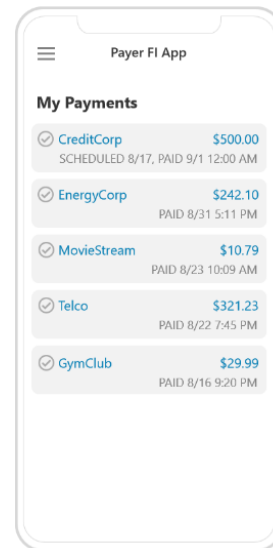 Payer FI App
My Payments
CreditCorp $500.00
SCHEDULED 8/17, PAID 9/1 12:00 AM
EnergyCorp $242.10
PAID 8/31 5:11 PM
MovieStream $10.79
PAID 8/23 10:09 AM
Telco $321.23
PAID 8/22 7:45 PM
GymClub $29.99
PAID 8/16 9:20 PM